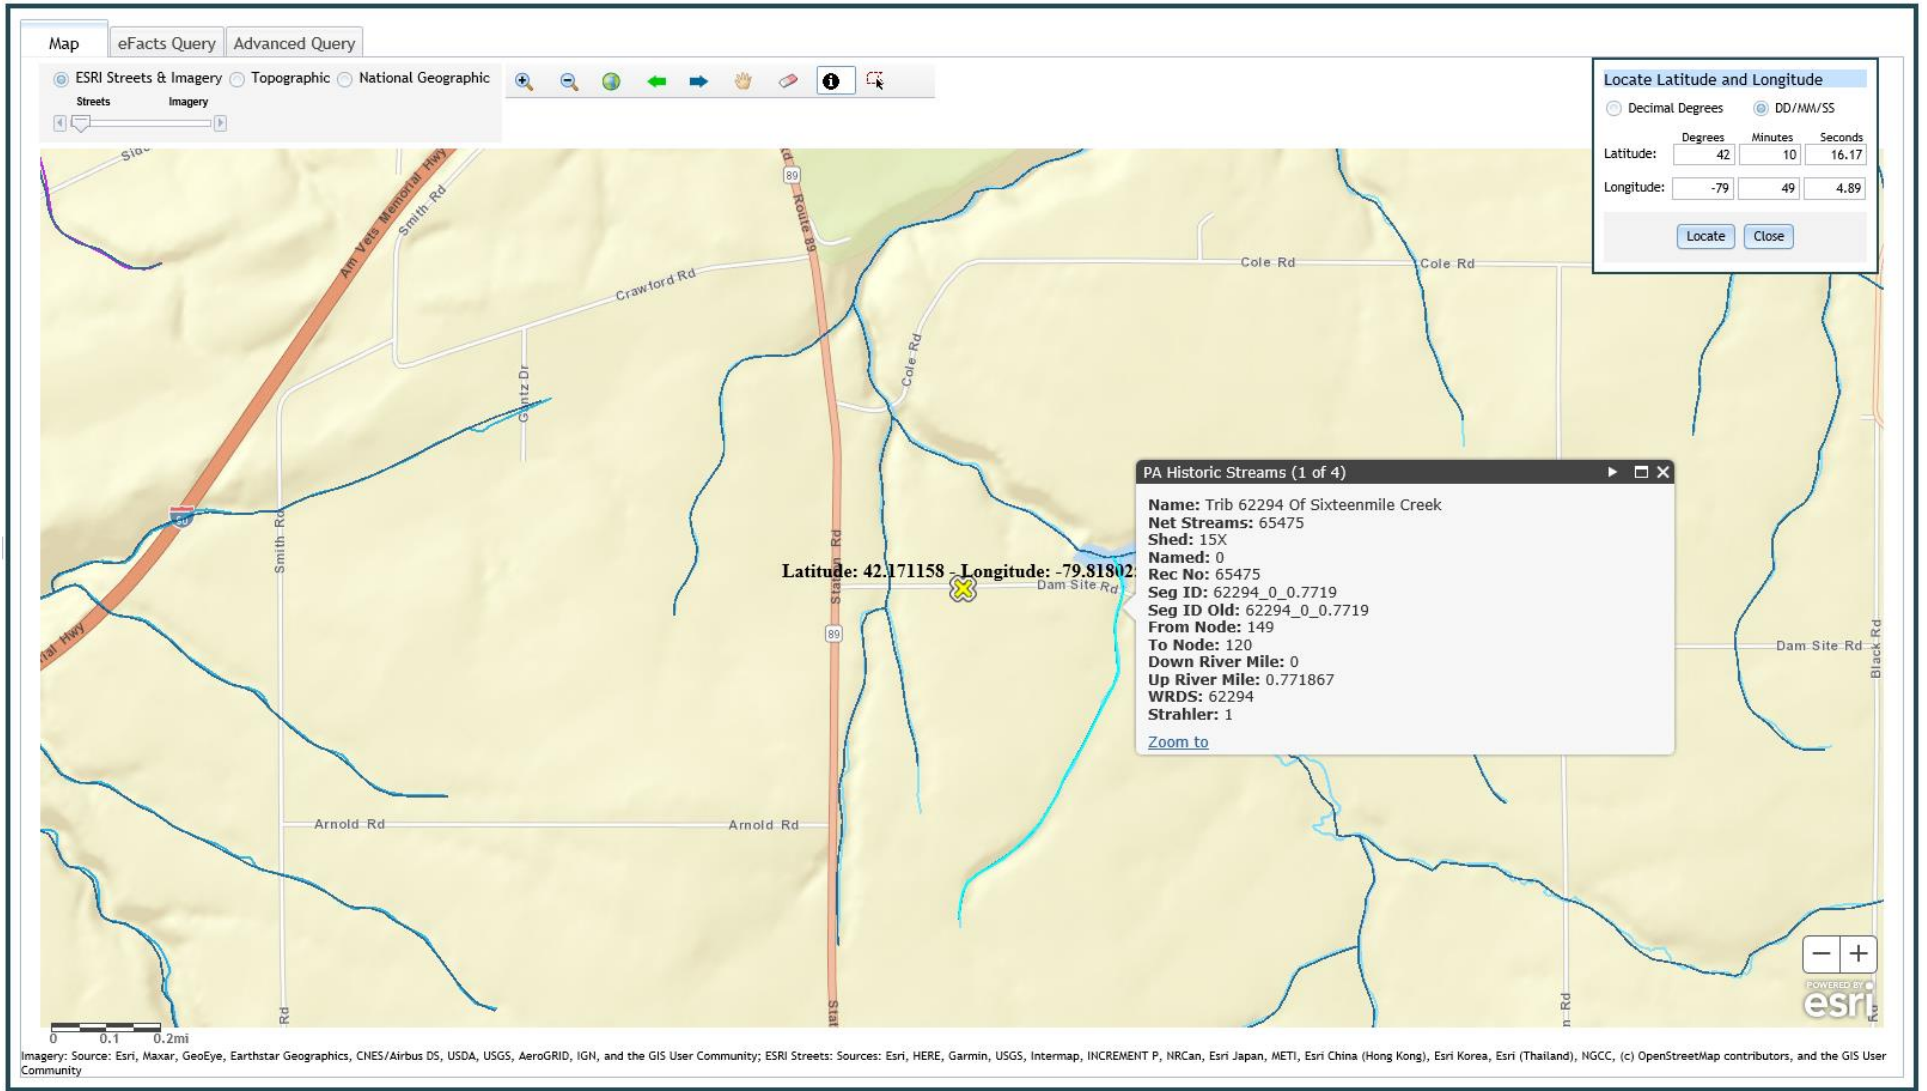 Map
eFacts Query
Advanced Query
ESRI Streets & Imagery
Topographic
National Geographic
Streets
Imagery
Locate Latitude and Longitude
Decimal Degrees
DD/MM/SS
Degrees Minutes Seconds
Latitude: 42 10 16.17
Longitude: -79 49 4.89
Locate Close
Am Vets Memorial Hwy
Smith Rd
89
Route 89
Crawford Rd
Cole Rd
Cole Rd
Cole Rd
Smith Rd
Station Rd
Latitude: 42.171158 - Longitude: -79.81802
Dam Site Rd
89
PA Historic Streams (1 of 4)
Name: Trib 62294 Of Sixteenmile Creek
Net Streams: 65475
Shed: 15X
Named: 0
Rec No: 65475
Seg ID: 62294_0_0.7719
Seg ID Old: 62294_0_0.7719
From Node: 149
To Node: 120
Down River Mile: 0
Up River Mile: 0.771867
WRDS: 62294
Strahler: 1
Zoom to
Dam Site Rd
Black Rd
Hwy
Arnold Rd
Arnold Rd
Rd
Rd
Rd
POWERED BY
esri
0 0.1 0.2mi
Imagery: Source: Esri, Maxar, GeoEye, Earthstar Geographics, CNES/Airbus DS, USDA, USGS, AeroGRID, IGN, and the GIS User Community; ESRI Streets: Sources: Esri, HERE, Garmin, USGS, Intermap, INCREMENT P, NRCan, Esri Japan, METI, Esri China (Hong Kong), Esri Korea, Esri (Thailand), NGCC, (c) OpenStreetMap contributors, and the GIS User
Community